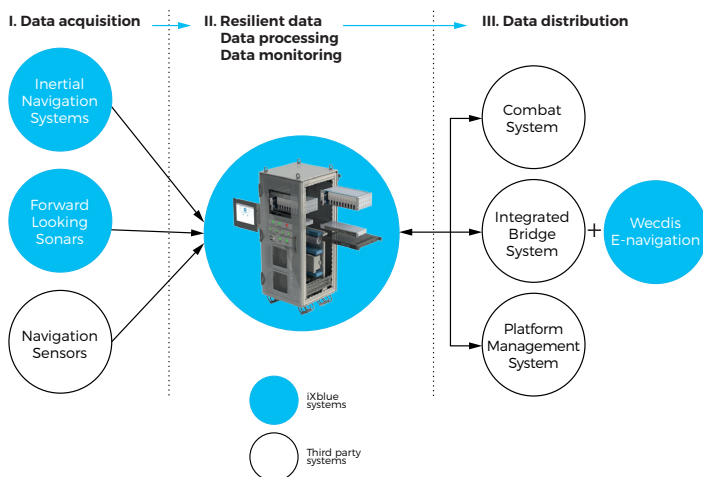 I. Data acquisition
II. Resilient data
Data processing
Data monitoring
III. Data distribution
Inertial
Navigation
Systems
Forward
Looking
Sonars
Navigation
Sensors
Combat
System
Integrated
Bridge
System
+
Wecdis
E-navigation
Platform
Management
System
iXblue
systems
Third party
systems